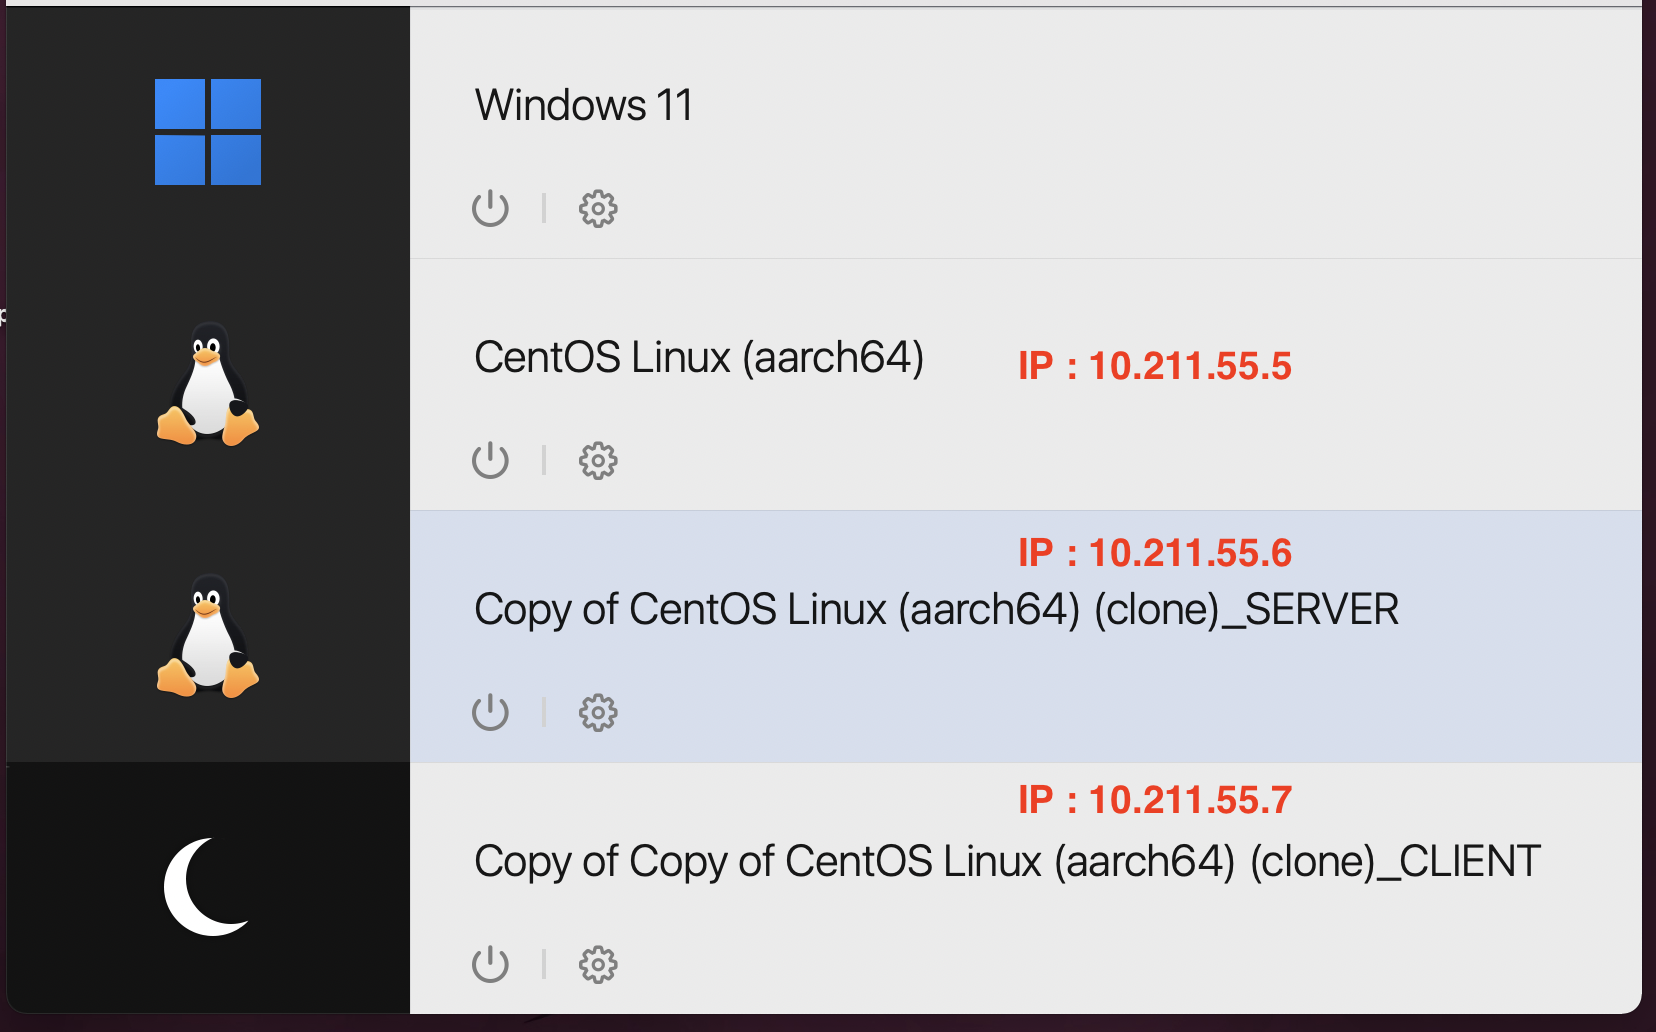 Windows 11
CentOS Linux (aarch64)
IP : 10.211.55.5
IP : 10.211.55.6
Copy of CentOS Linux (aarch64) (clone)_SERVER
IP : 10.211.55.7
Copy of Copy of CentOS Linux (aarch64) (clone)_CLIENT